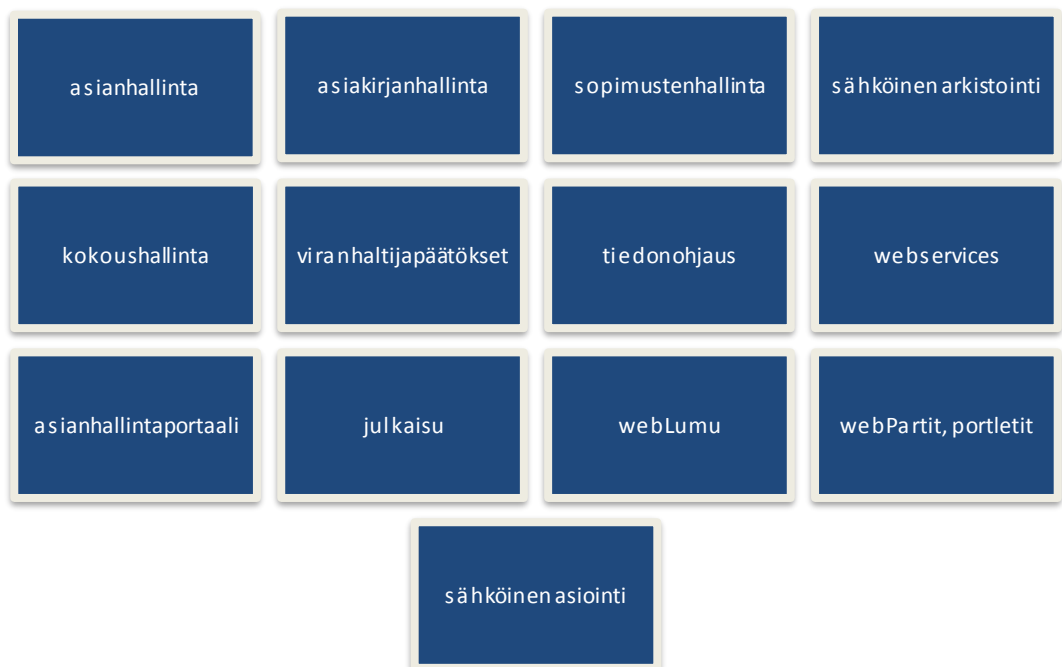 asianhallinta
asiakirjanhallinta
sopimustenhallinta
sähköinen arkistointi
kokoushallinta
viranhaltijapäätökset
tiedonohjaus
webservices
asianhallintaportaali
julkaisu
webLumu
webPartit, portletit
sähköinen asiointi